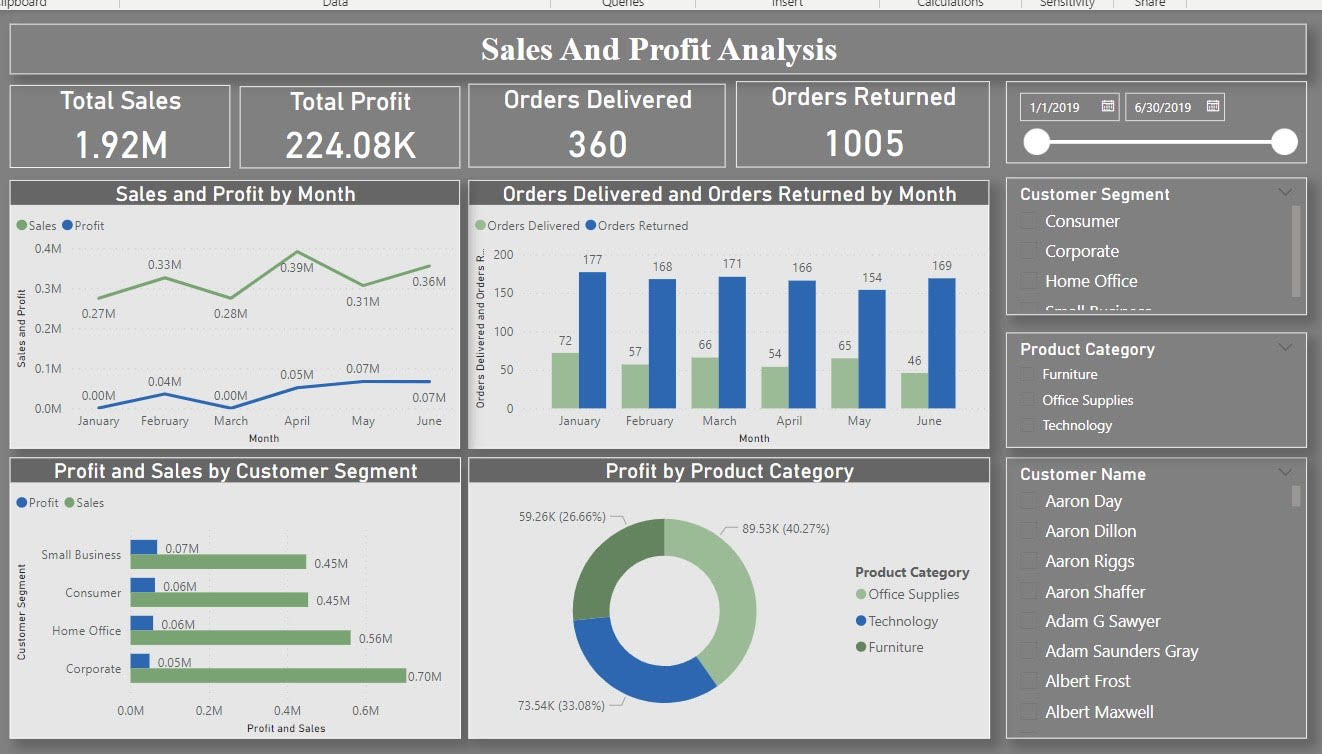 Data
Queries
Insert
Calculations
Sensitivity
Share
Sales And Profit Analysis
Total Sales
1.92M
Total Profit
224.08K
Orders Delivered
360
Orders Returned
1005
1/1/2019
6/30/2019
Sales and Profit by Month
Sales Profit
Sales and Profit
0.4M
0.3M
0.2M
0.1M
0.0M
0.27M
0.33M
0.28M
0.39M
0.31M
0.36M
0.00M
0.04M
0.00M
0.05M
0.07M
0.07M
January February March April May June
Month
Orders Delivered and Orders Returned by Month
Orders Delivered Orders Returned
Orders Delivered and Orders R...
200
150
100
50
0
72 177
57 168
66 171
54 166
65 154
46 169
January February March April May June
Month
Customer Segment
Consumer
Corporate
Home Office
Small Business
Product Category
Furniture
Office Supplies
Technology
Profit and Sales by Customer Segment
Profit Sales
Customer Segment
Small Business
0.07M
0.45M
Consumer
0.06M
0.45M
Home Office
0.06M
0.56M
Corporate
0.05M
0.70M
0.0M 0.2M 0.4M 0.6M
Profit and Sales
Profit by Product Category
59.26K (26.66%)
89.53K (40.27%)
73.54K (33.08%)
Product Category
Office Supplies
Technology
Furniture
Customer Name
Aaron Day
Aaron Dillon
Aaron Riggs
Aaron Shaffer
Adam G Sawyer
Adam Saunders Gray
Albert Frost
Albert Maxwell